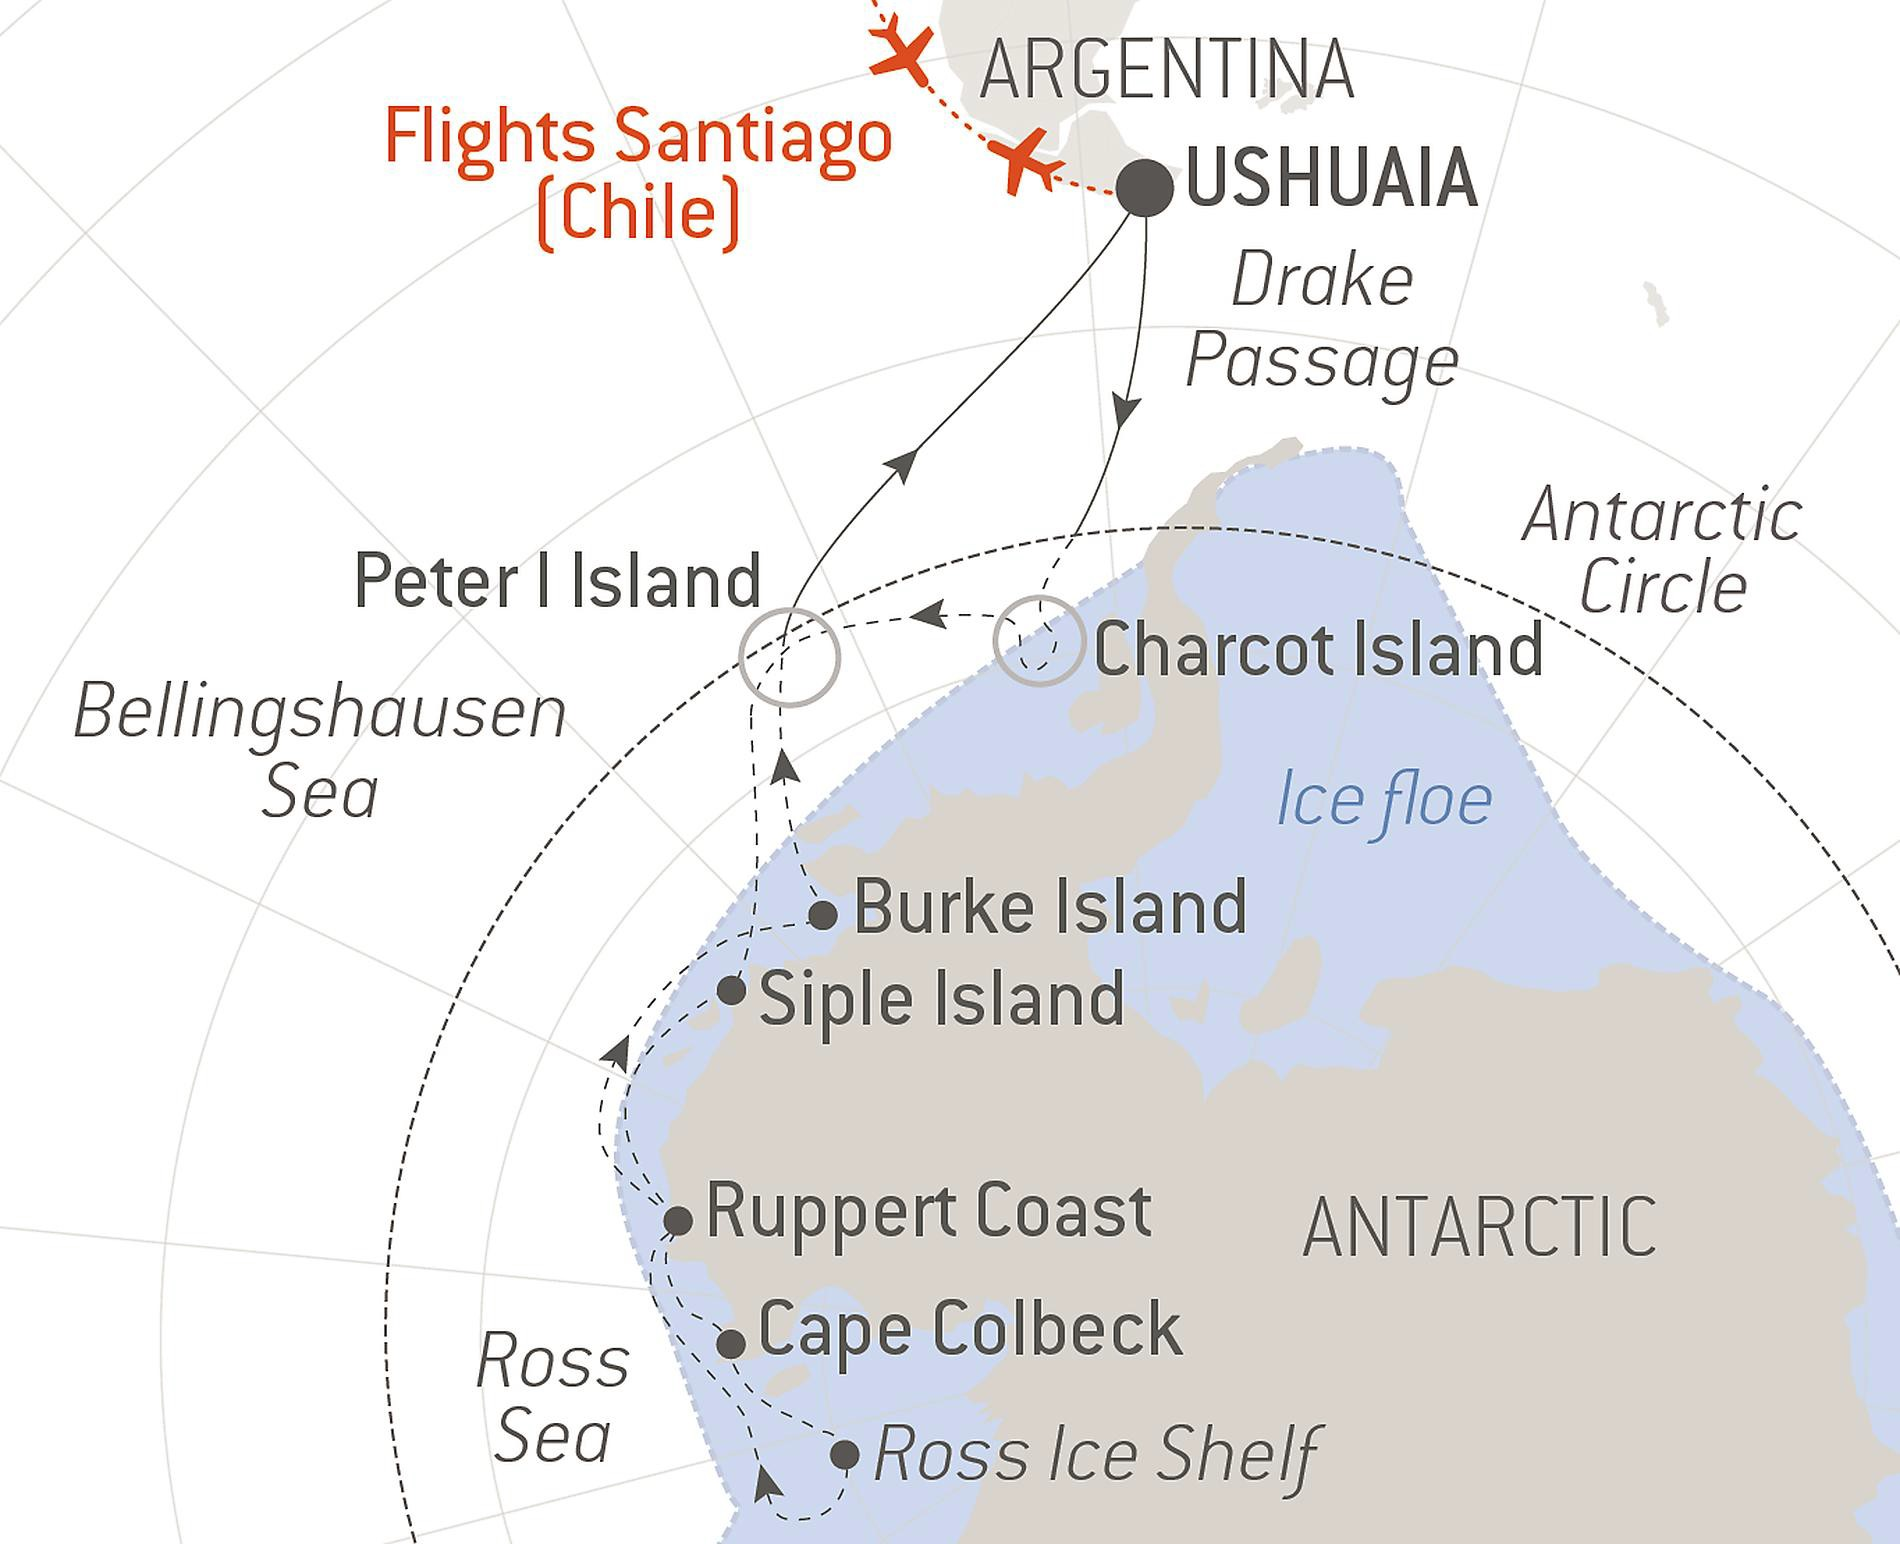 ARGENTINA
Flights Santiago
(Chile)
USHUAIA
Drake
Passage
Antarctic
Circle
Peter I Island
Charcot Island
Bellingshausen
Sea
Ice floe
Burke Island
Siple Island
Ruppert Coast
ANTARCTIC
Cape Colbeck
Ross
Sea
Ross Ice Shelf